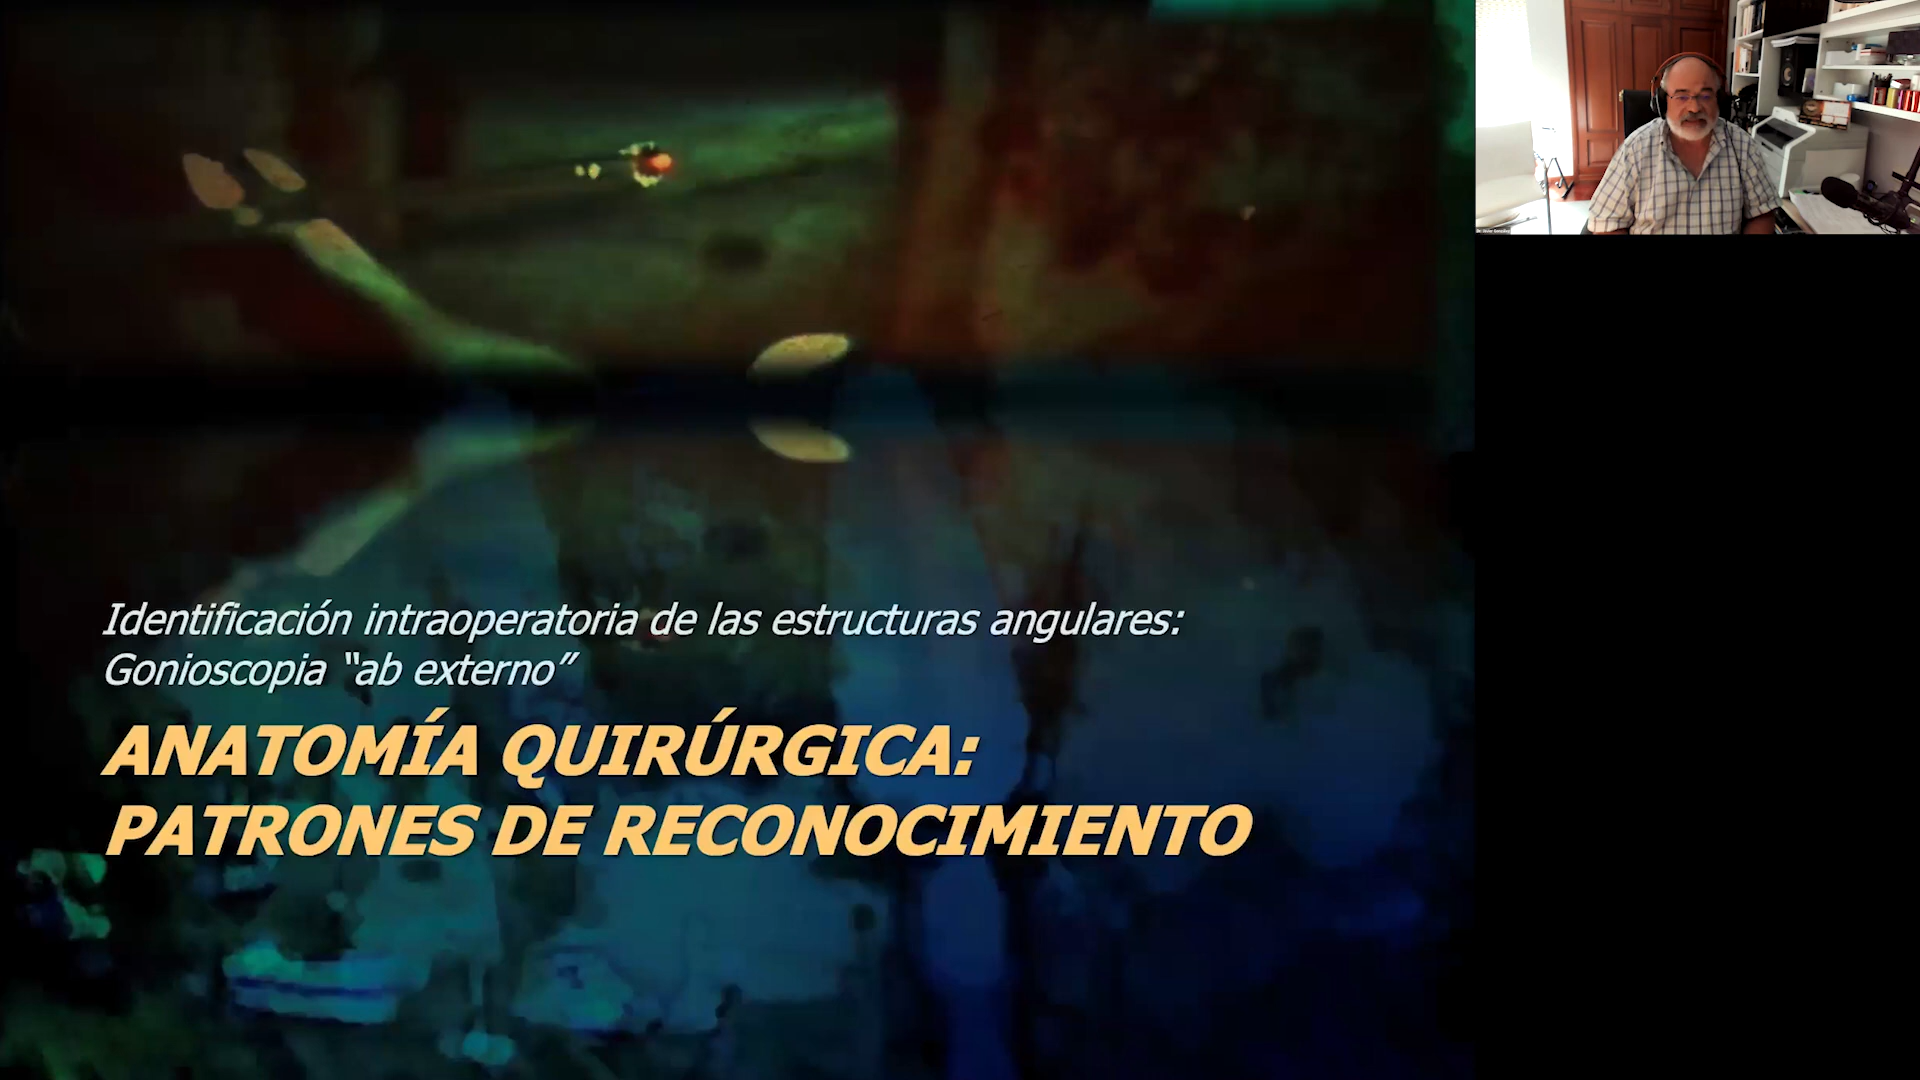 Identificación intraoperatoria de las estructuras angulares:
Gonioscopia “ab externo”
ANATOMÍA QUIRÚRGICA:
PATRONES DE RECONOCIMIENTO